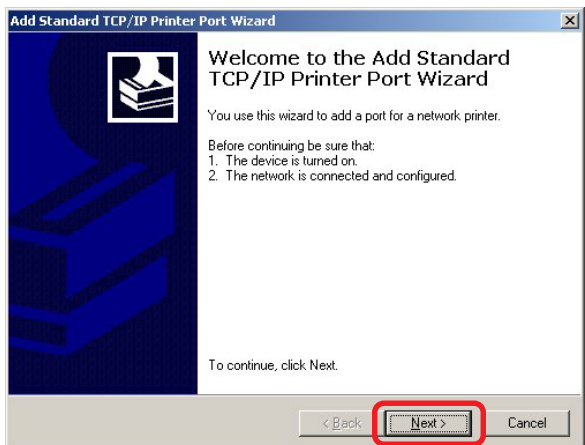 Add Standard TCP/IP Printer Port Wizard
Welcome to the Add Standard
TCP/IP Printer Port Wizard
You use this wizard to add a port for a network printer.
Before continuing be sure that:
1. The device is turned on.
2. The network is connected and configured.
To continue, click Next.
< Back Next > Cancel